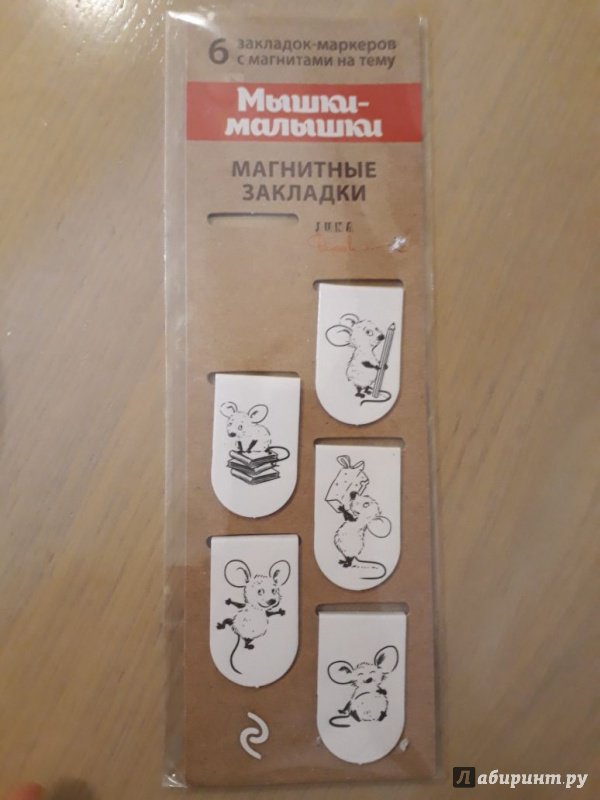 6 закладок-маркеров
с магнитами на тему
Мышки-
малышки
МАГНИТНЫЕ
ЗАКЛАДКИ
Лабиринт.ру